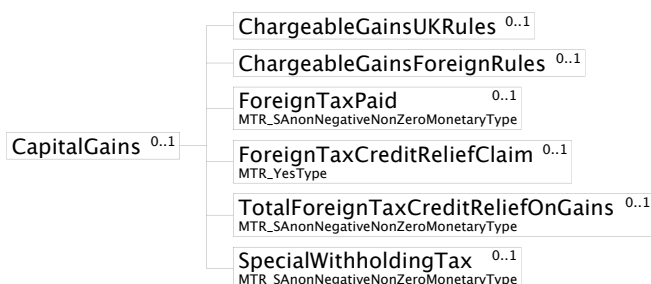 ChargeableGainsUKRules 0..1
ChargeableGainsForeignRules 0..1
ForeignTaxPaid 0..1
MTR_SAnonNegativeNonZeroMonetaryType
CapitalGains 0..1
ForeignTaxCreditReliefClaim 0..1
MTR_YesType
TotalForeignTaxCreditReliefOnGains 0..1
MTR_SAnonNegativeNonZeroMonetaryType
SpecialWithholdingTax 0..1
MTR_SAnonNegativeNonZeroMonetaryType